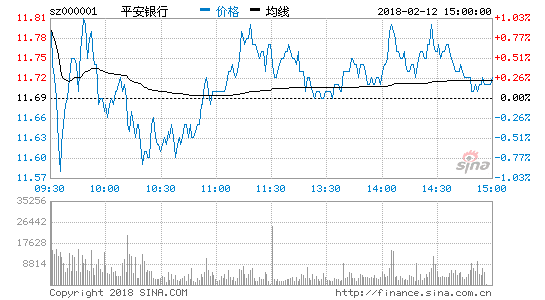 sz000001 平安银行 价格 均线 2018-02-12 15:00:00
11.81 1.03%
11.78 0.77%
11.75 0.51%
11.72 0.26%
11.69 0.00%
11.66 0.26%
11.63 0.51%
11.60 0.77%
11.57 1.03%
sina
新浪财经
09:30 10:00 10:30 11:00 11:30 13:30 14:00 14:30 15:00
35256
26442
17628
8814
Copyright 2018 SINA.COM http://finance.sina.com.cn